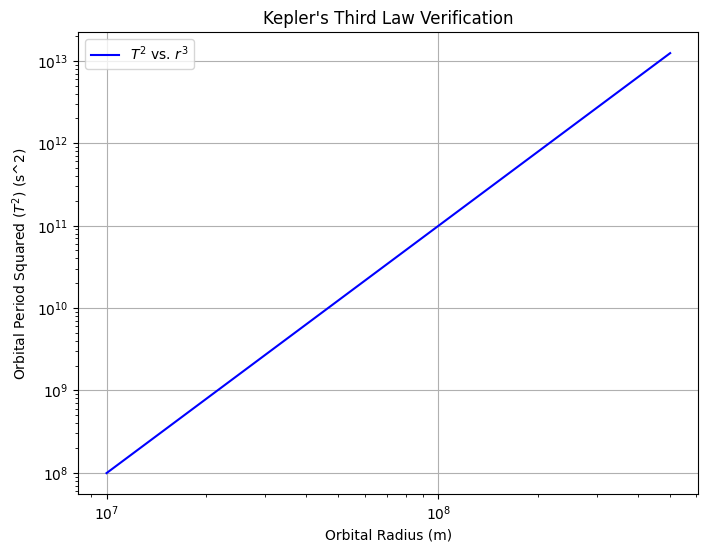 Kepler's Third Law Verification
T² vs. r³
Orbital Period Squared (T²) (s^2)
10¹³
10¹²
10¹¹
10¹⁰
10⁹
10⁸
10⁷
10⁸
Orbital Radius (m)